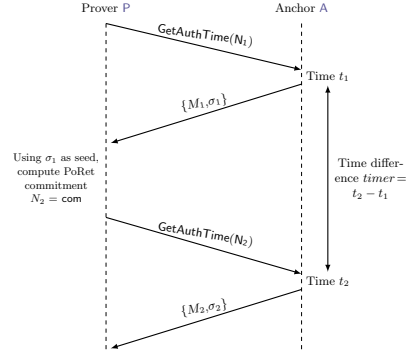 Prover P
Anchor A
GetAuthTime(N₁)
Time t₁
{M₁,σ₁}
Using σ₁ as seed,
compute PoRet
commitment
N₂ = com
Time differ-
ence timer =
t₂ − t₁
GetAuthTime(N₂)
Time t₂
{M₂,σ₂}